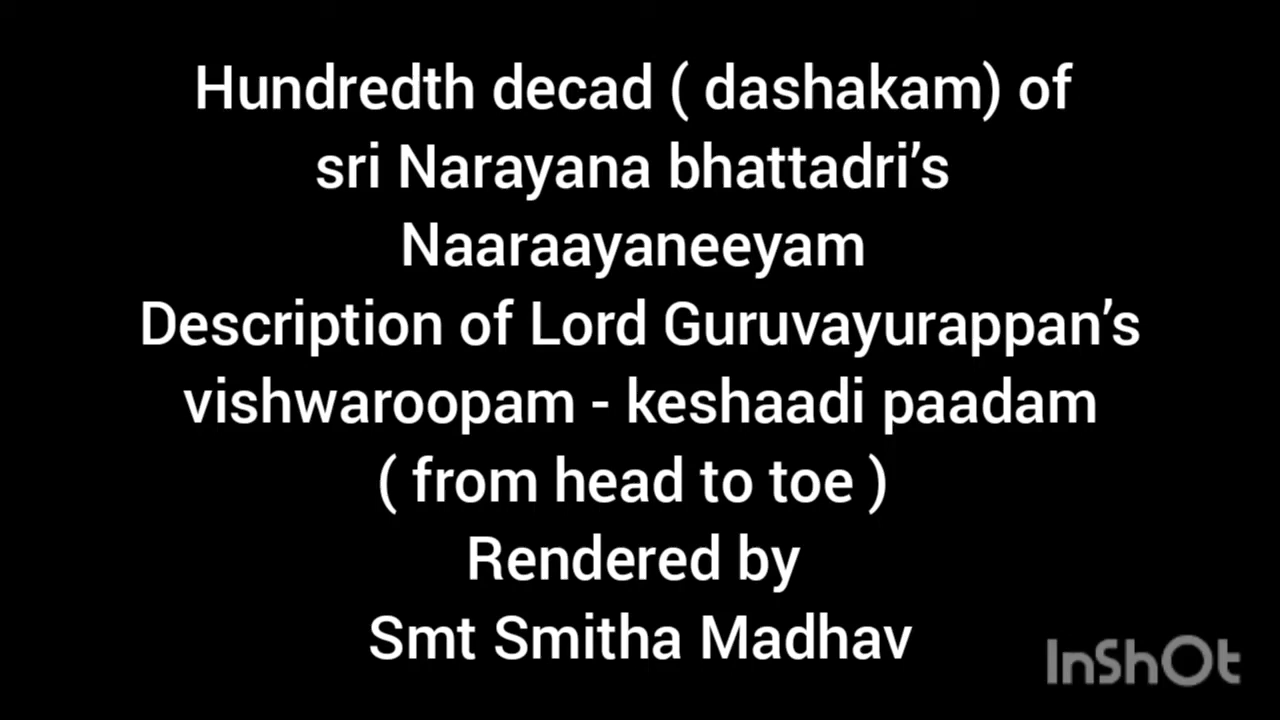 Hundredth decad ( dashakam) of
sri Narayana bhattadri’s
Naaraayaneeyam
Description of Lord Guruvayurappan’s
vishwaroopam - keshaadi paadam
( from head to toe )
Rendered by
Smt Smitha Madhav
InShOt